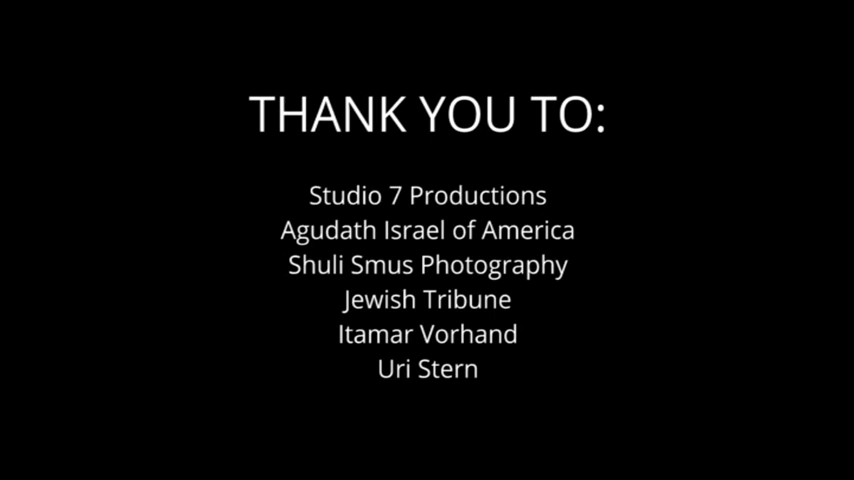 THANK YOU TO:
Studio 7 Productions
Agudath Israel of America
Shuli Smus Photography
Jewish Tribune
Itamar Vorhand
Uri Stern